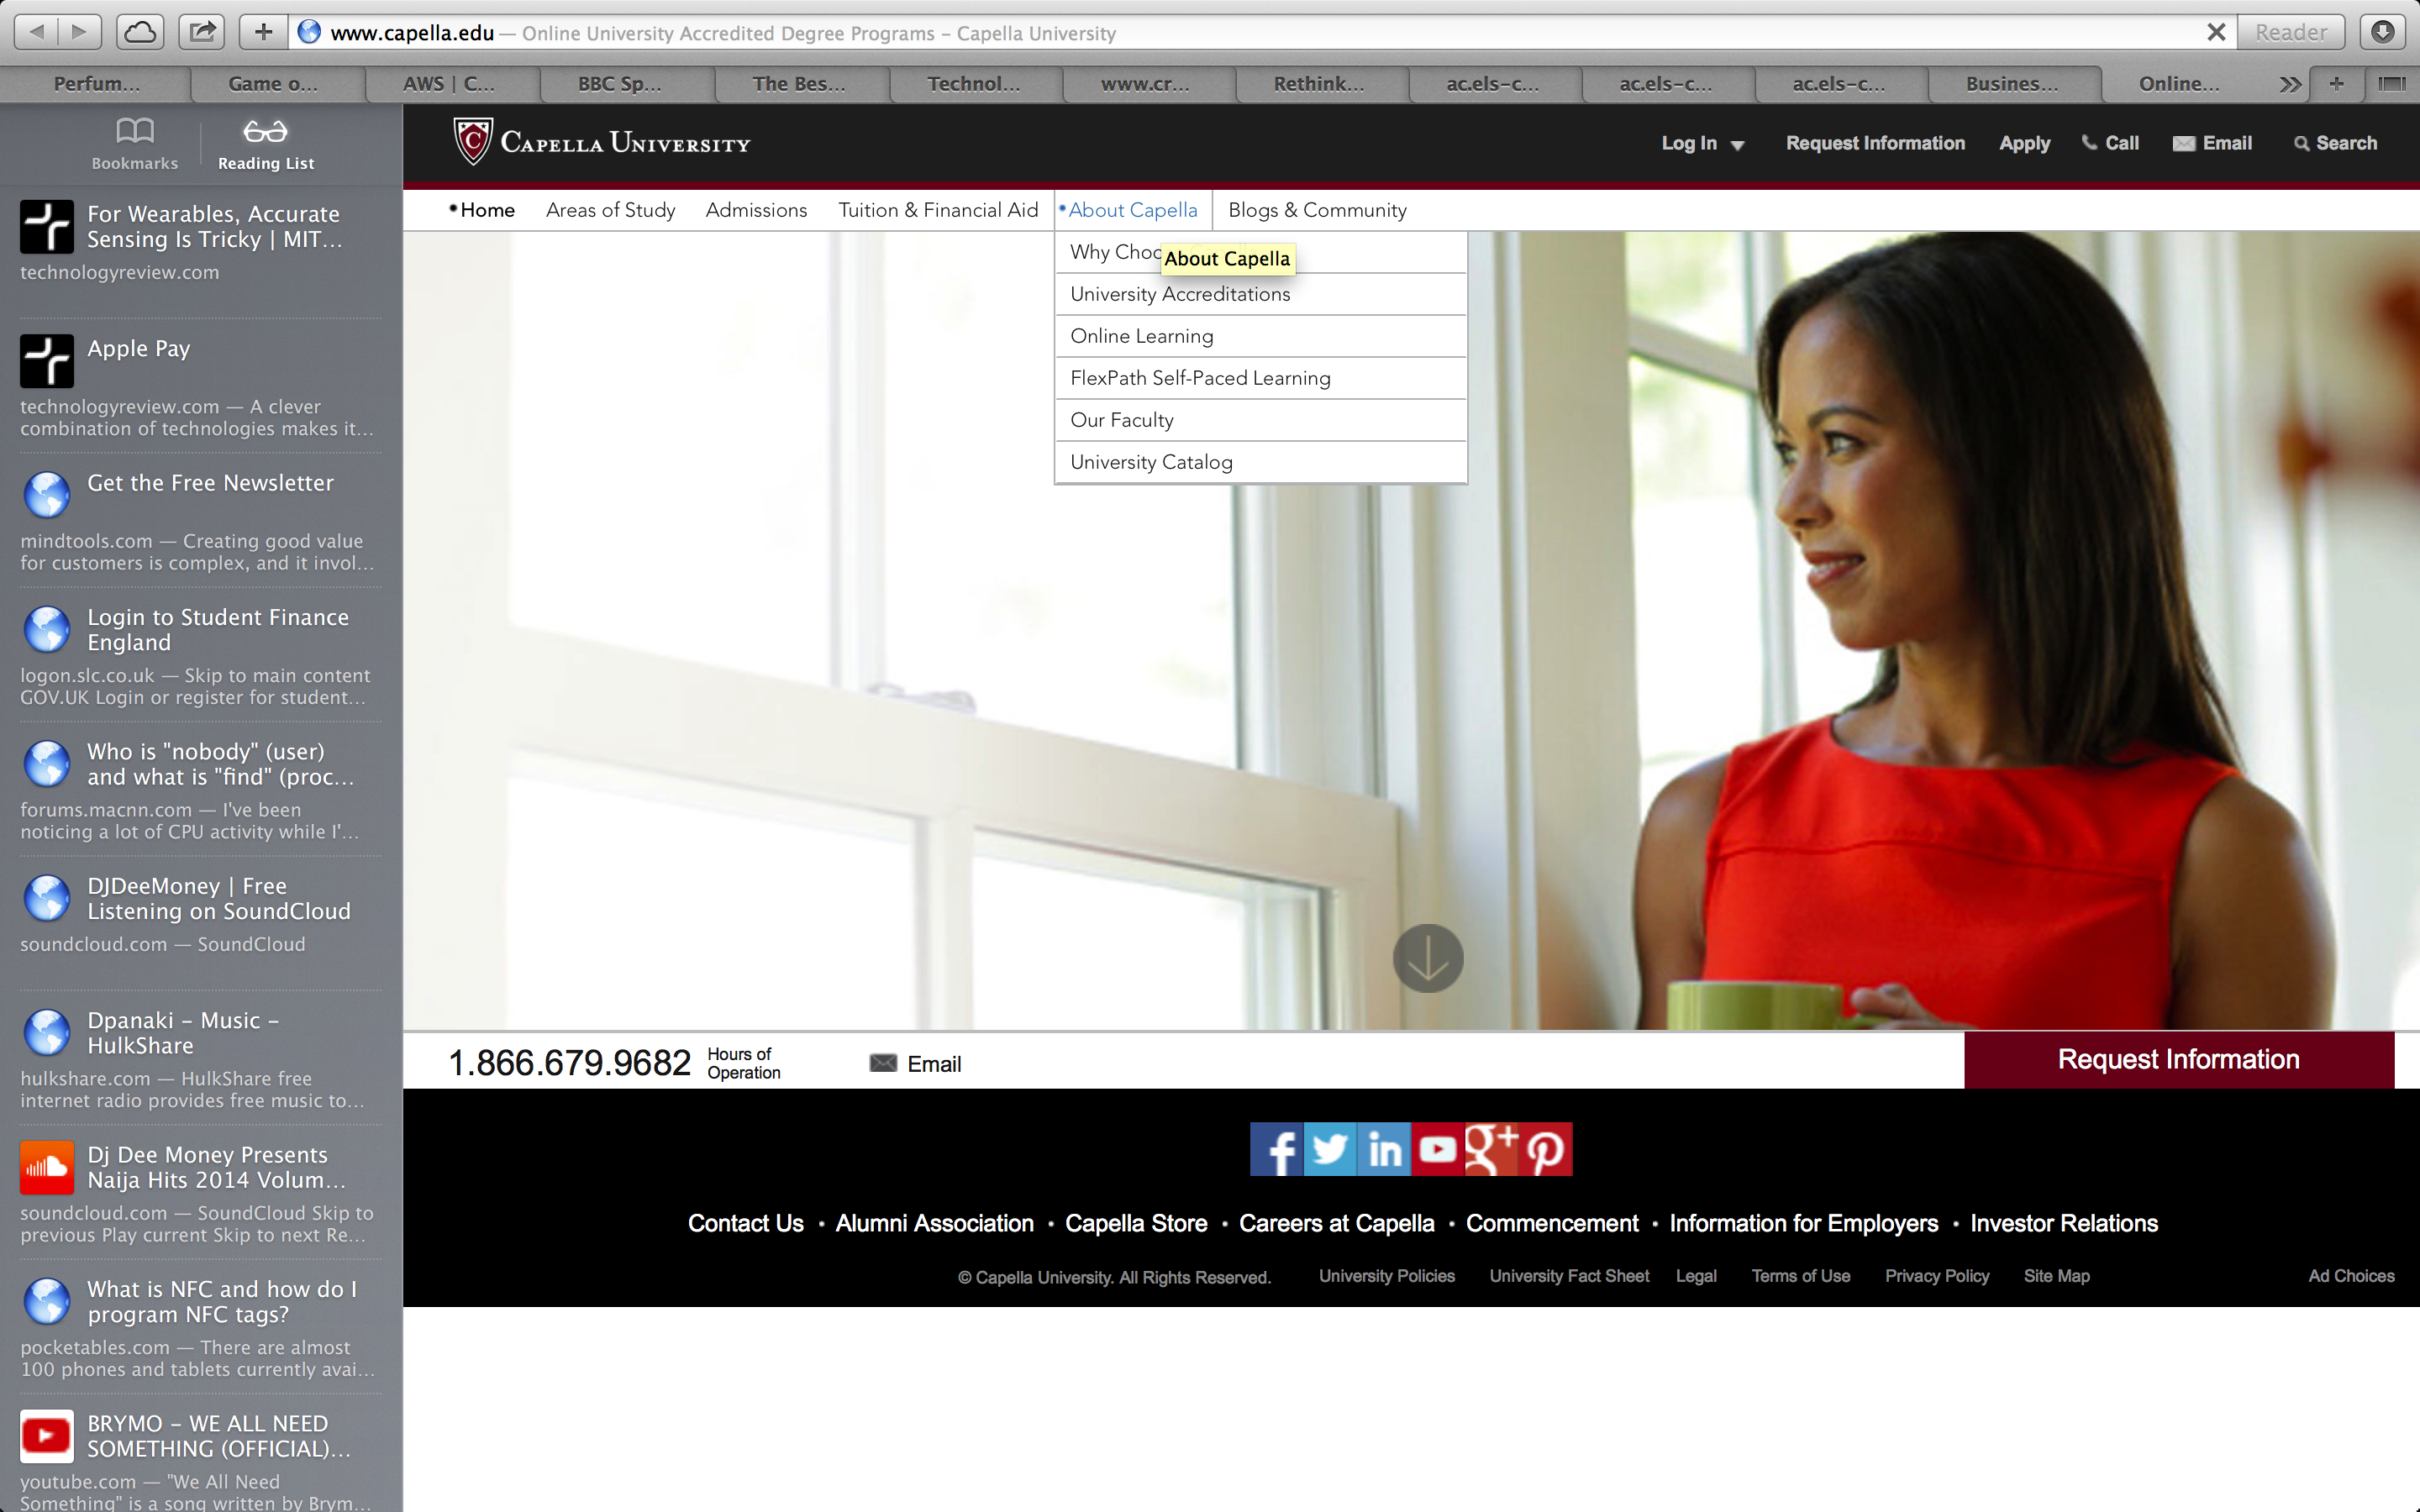 www.capella.edu — Online University Accredited Degree Programs – Capella University
Reader
Perfum... Game o... AWS | C... BBC Sp... The Bes... Technol... www.cr... Rethink... ac.els-c... ac.els-c... ac.els-c... Busines... Online...
Bookmarks Reading List
For Wearables, Accurate
Sensing Is Tricky | MIT...
technologyreview.com
Apple Pay
technologyreview.com — A clever
combination of technologies makes it...
Get the Free Newsletter
mindtools.com — Creating good value
for customers is complex, and it invol...
Login to Student Finance
England
logon.slc.co.uk — Skip to main content
GOV.UK Login or register for student...
Who is "nobody" (user)
and what is "find" (proc...
forums.macnn.com — I've been
noticing a lot of CPU activity while I'...
DJDeeMoney | Free
Listening on SoundCloud
soundcloud.com — SoundCloud
Dpanaki – Music –
HulkShare
hulkshare.com — HulkShare free
internet radio provides free music to...
Dj Dee Money Presents
Naija Hits 2014 Volum...
soundcloud.com — SoundCloud Skip to
previous Play current Skip to next Re...
What is NFC and how do I
program NFC tags?
pocketables.com — There are almost
100 phones and tablets currently avai...
BRYMO – WE ALL NEED
SOMETHING (OFFICIAL)...
youtube.com — "We All Need
Something" is a song written by Brym...
C CAPELLA UNIVERSITY
Log In Request Information Apply Call Email Search
Home Areas of Study Admissions Tuition & Financial Aid About Capella Blogs & Community
Why
About Capella
University Accreditations
Online Learning
FlexPath Self-Paced Learning
Our Faculty
University Catalog
1.866.679.9682 Hours of
Operation
Email
Request Information
f in g+
Contact Us • Alumni Association • Capella Store • Careers at Capella • Commencement • Information for Employers • Investor Relations
© Capella University. All Rights Reserved. University Policies University Fact Sheet Legal Terms of Use Privacy Policy Site Map Ad Choices